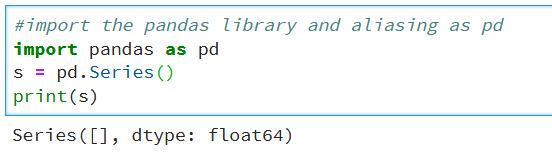 #import the pandas library and aliasing as pd
import pandas as pd
s = pd.Series()
print(s)
Series([], dtype: float64)